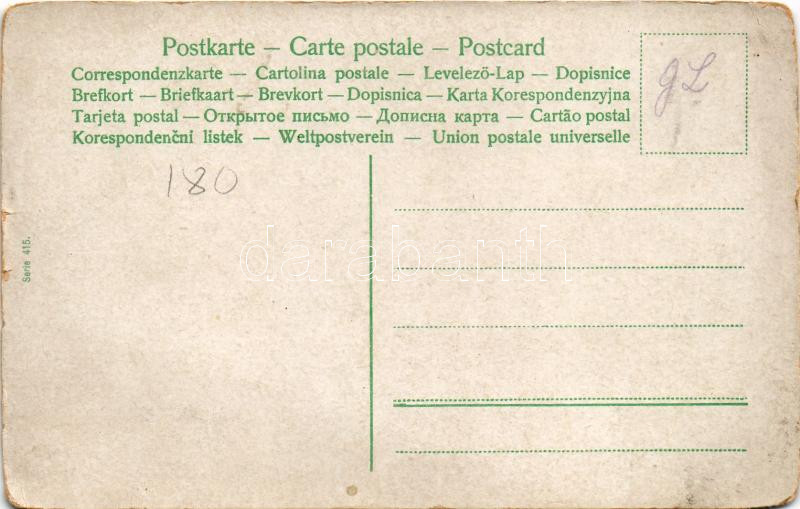 Postkarte — Carte postale — Postcard
Correspondenzkarte — Cartolina postale — Levelező-Lap — Dopisnice
Brefkort — Briefkaart — Brevkort — Dopisnica — Karta Korespondenzyjna
Tarjeta postal — Открытое письмо — Дописна карта — Cartão postal
Korespondenční listek — Weltpostverein — Union postale universelle
gL
180
Serie 415.
darabanth